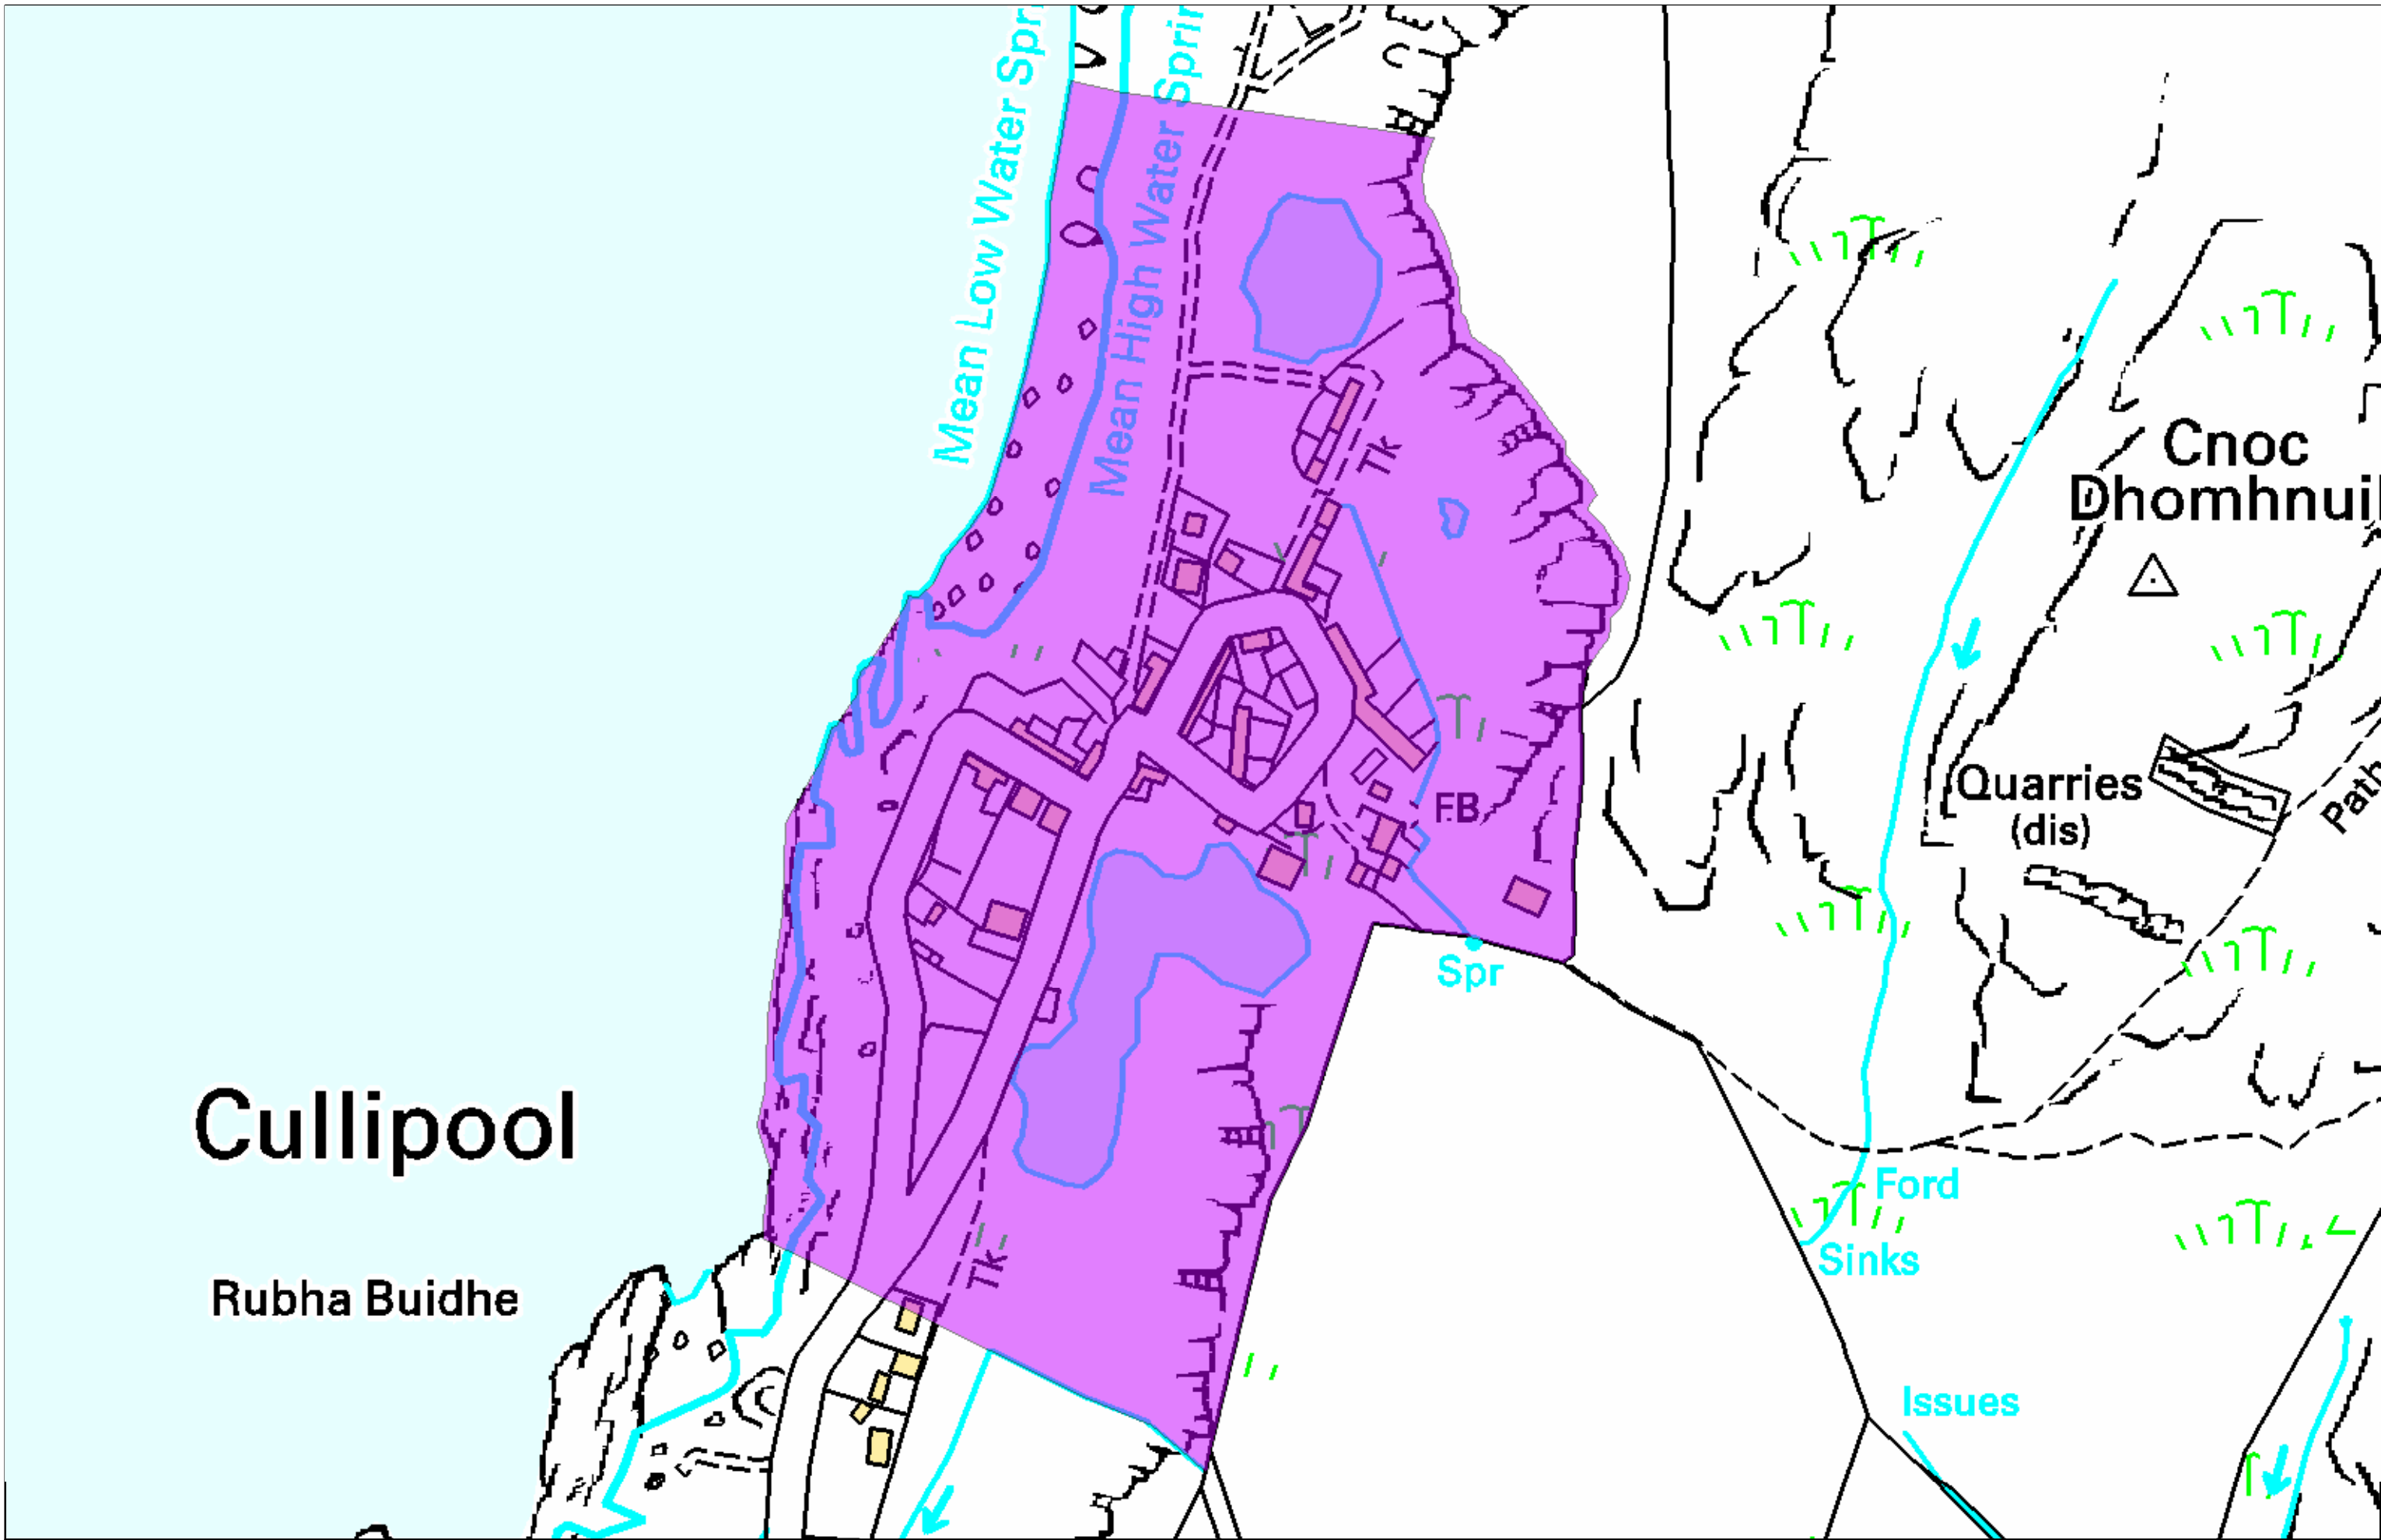 Mean Low Water Spri
Mean High Water Sprin
Tk
Cnoc
Dhomhnuil
Quarries
(dis)
Path
FB
Spr
Cullipool
Ford
Sinks
Tk
Rubha Buidhe
Issues